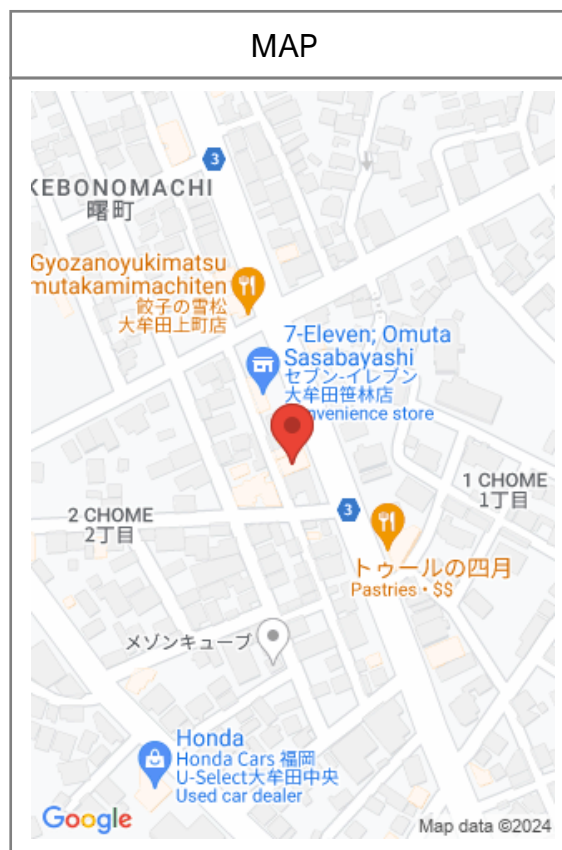 MAP
3
KEBONOMACHI
曙町
Gyozanoyukimatsu
mutakamimachiten
餃子の雪松
大牟田上町店
7-Eleven; Omuta
Sasabayashi
セブン-イレブン
大牟田笹林店
nvenience store
1 CHOME
1丁目
3
2 CHOME
2丁目
トゥールの四月
Pastries • $$
メゾンキューブ
Honda
Honda Cars 福岡
U-Select大牟田中央
Used car dealer
Google
Map data ©2024